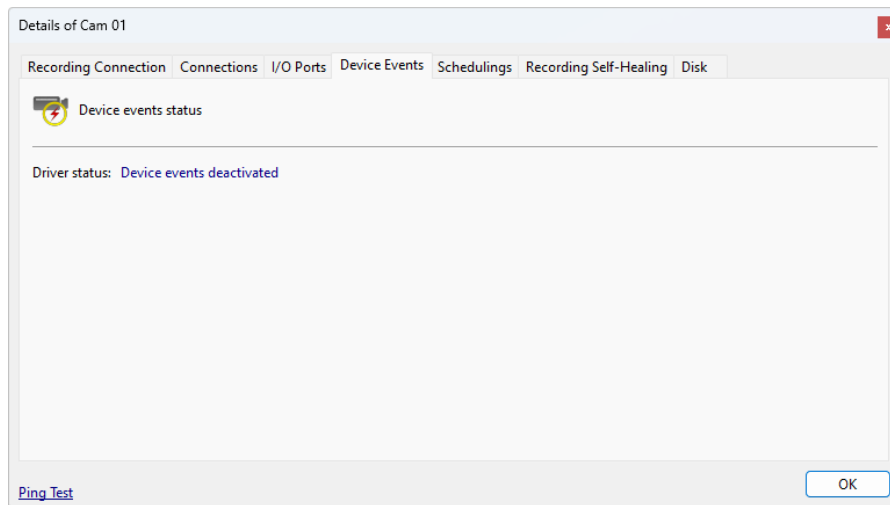 Details of Cam 01
Recording Connection Connections I/O Ports Device Events Schedulings Recording Self-Healing Disk
Device events status
Driver status: Device events deactivated
Ping Test
OK